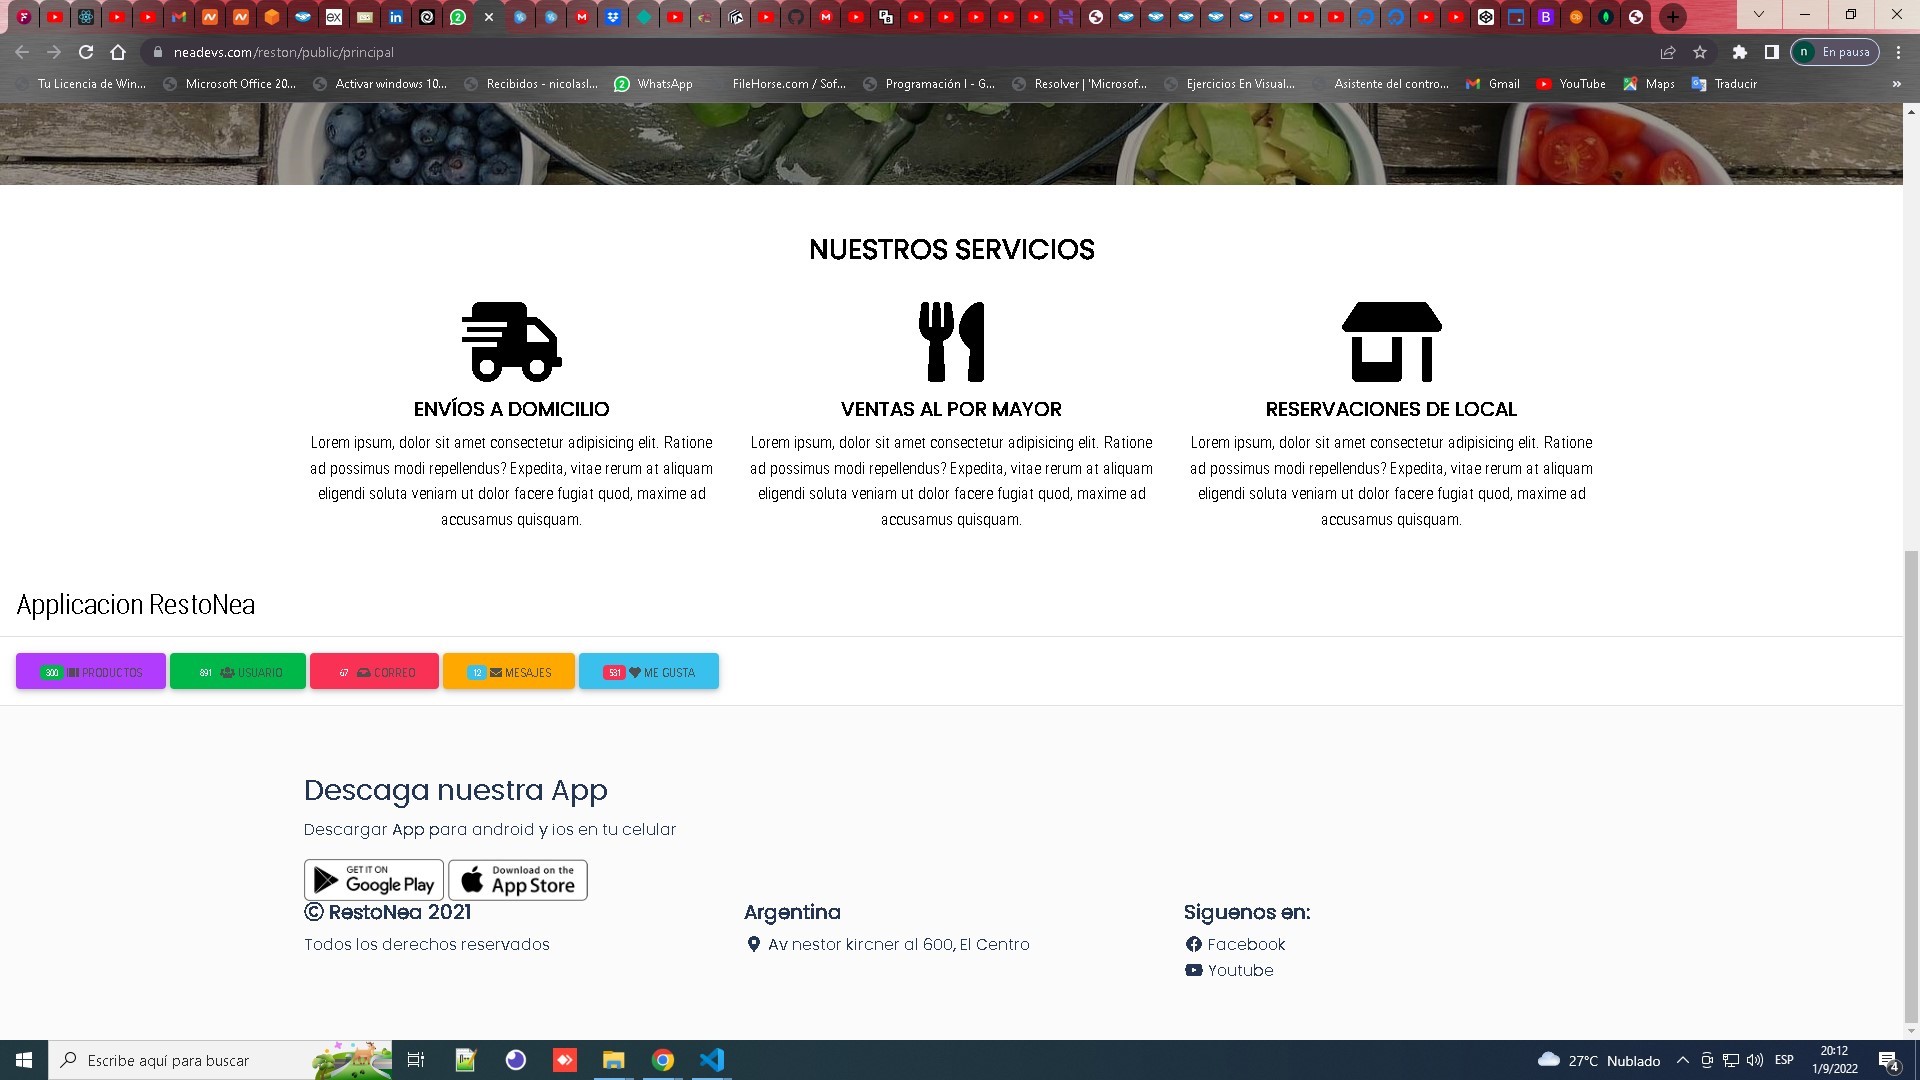 neadevs.com/reston/public/principal
En pausa
Tu Licencia de Win...
Microsoft Office 20...
Activar windows 10...
Recibidos - nicolasl...
WhatsApp
FileHorse.com / Sof...
Programación I - G...
Resolver | 'Microsof...
Ejercicios En Visual...
Asistente del contro...
Gmail
YouTube
Maps
Traducir
NUESTROS SERVICIOS
ENVÍOS A DOMICILIO
Lorem ipsum, dolor sit amet consectetur adipisicing elit. Ratione
ad possimus modi repellendus? Expedita, vitae rerum at aliquam
eligendi soluta veniam ut dolor facere fugiat quod, maxime ad
accusamus quisquam.
VENTAS AL POR MAYOR
Lorem ipsum, dolor sit amet consectetur adipisicing elit. Ratione
ad possimus modi repellendus? Expedita, vitae rerum at aliquam
eligendi soluta veniam ut dolor facere fugiat quod, maxime ad
accusamus quisquam.
RESERVACIONES DE LOCAL
Lorem ipsum, dolor sit amet consectetur adipisicing elit. Ratione
ad possimus modi repellendus? Expedita, vitae rerum at aliquam
eligendi soluta veniam ut dolor facere fugiat quod, maxime ad
accusamus quisquam.
Applicacion RestoNea
300 PRODUCTOS
891 USUARIO
67 CORREO
12 MESAJES
531 ME GUSTA
Descaga nuestra App
Descargar App para android y ios en tu celular
GET IT ON
Google Play
Download on the
App Store
© RestoNea 2021
Todos los derechos reservados
Argentina
Av nestor kircner al 600, El Centro
Siguenos en:
Facebook
Youtube
Escribe aquí para buscar
27°C Nublado
ESP
20:12
1/9/2022
4